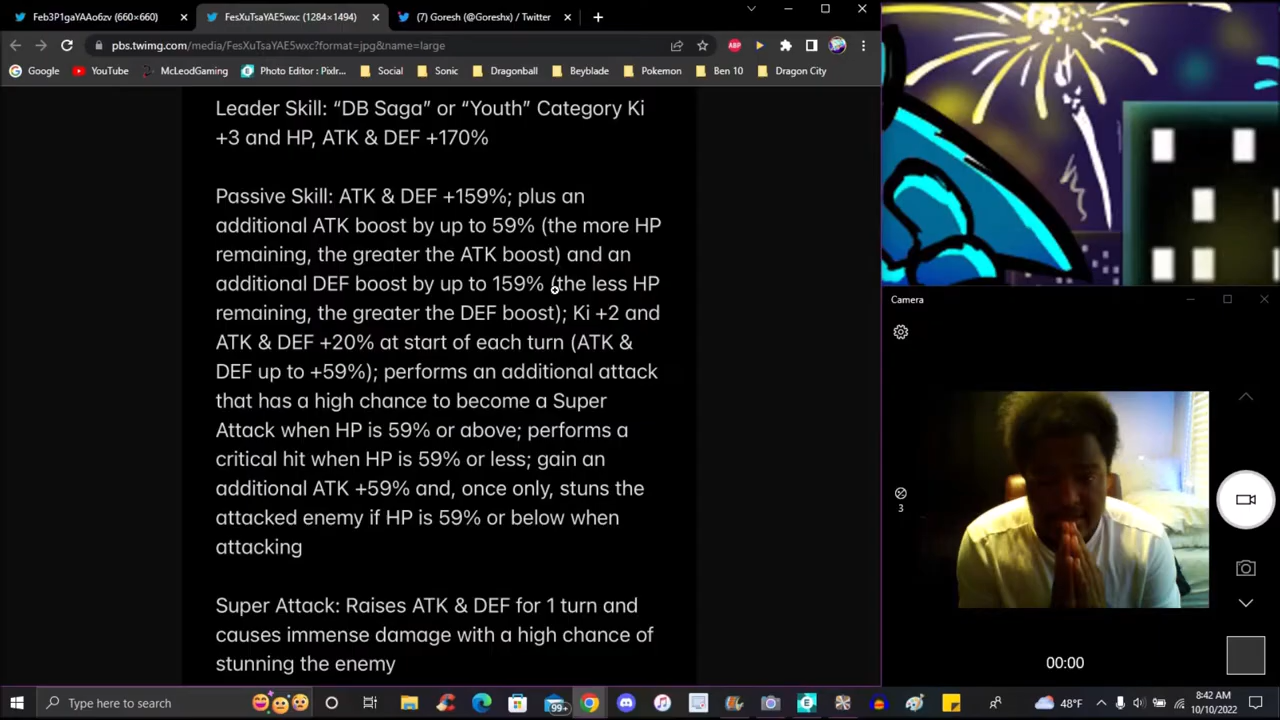 Feb3P1gaYAAo6zv (660×660)
FesXuTsaYAE5wxc (1284×1494)
(7) Goresh (@Goreshx) / Twitter
pbs.twimg.com/media/FesXuTsaYAE5wxc?format=jpg&name=large
ABP
Google
YouTube
McLeodGaming
Photo Editor : Pixlr...
Social
Sonic
Dragonball
Beyblade
Pokemon
Ben 10
Dragon City
Leader Skill: “DB Saga” or “Youth” Category Ki
+3 and HP, ATK & DEF +170%
Passive Skill: ATK & DEF +159%; plus an
additional ATK boost by up to 59% (the more HP
remaining, the greater the ATK boost) and an
additional DEF boost by up to 159% (the less HP
remaining, the greater the DEF boost); Ki +2 and
ATK & DEF +20% at start of each turn (ATK &
DEF up to +59%); performs an additional attack
that has a high chance to become a Super
Attack when HP is 59% or above; performs a
critical hit when HP is 59% or less; gain an
additional ATK +59% and, once only, stuns the
attacked enemy if HP is 59% or below when
attacking
Super Attack: Raises ATK & DEF for 1 turn and
causes immense damage with a high chance of
stunning the enemy
Camera
3
00:00
Type here to search
99+
48°F
8:42 AM
10/10/2022